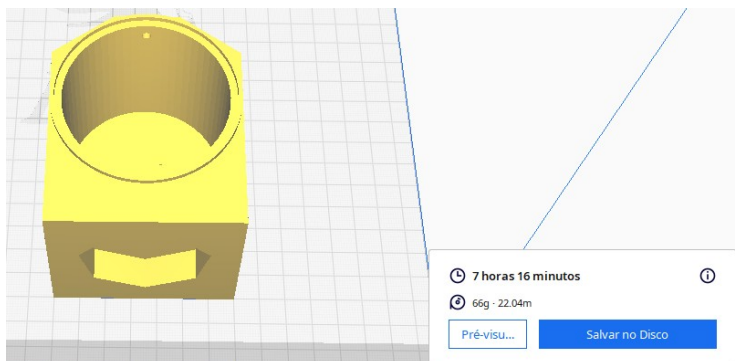 7 horas 16 minutos
66g · 22.04m
Pré-visu...
Salvar no Disco